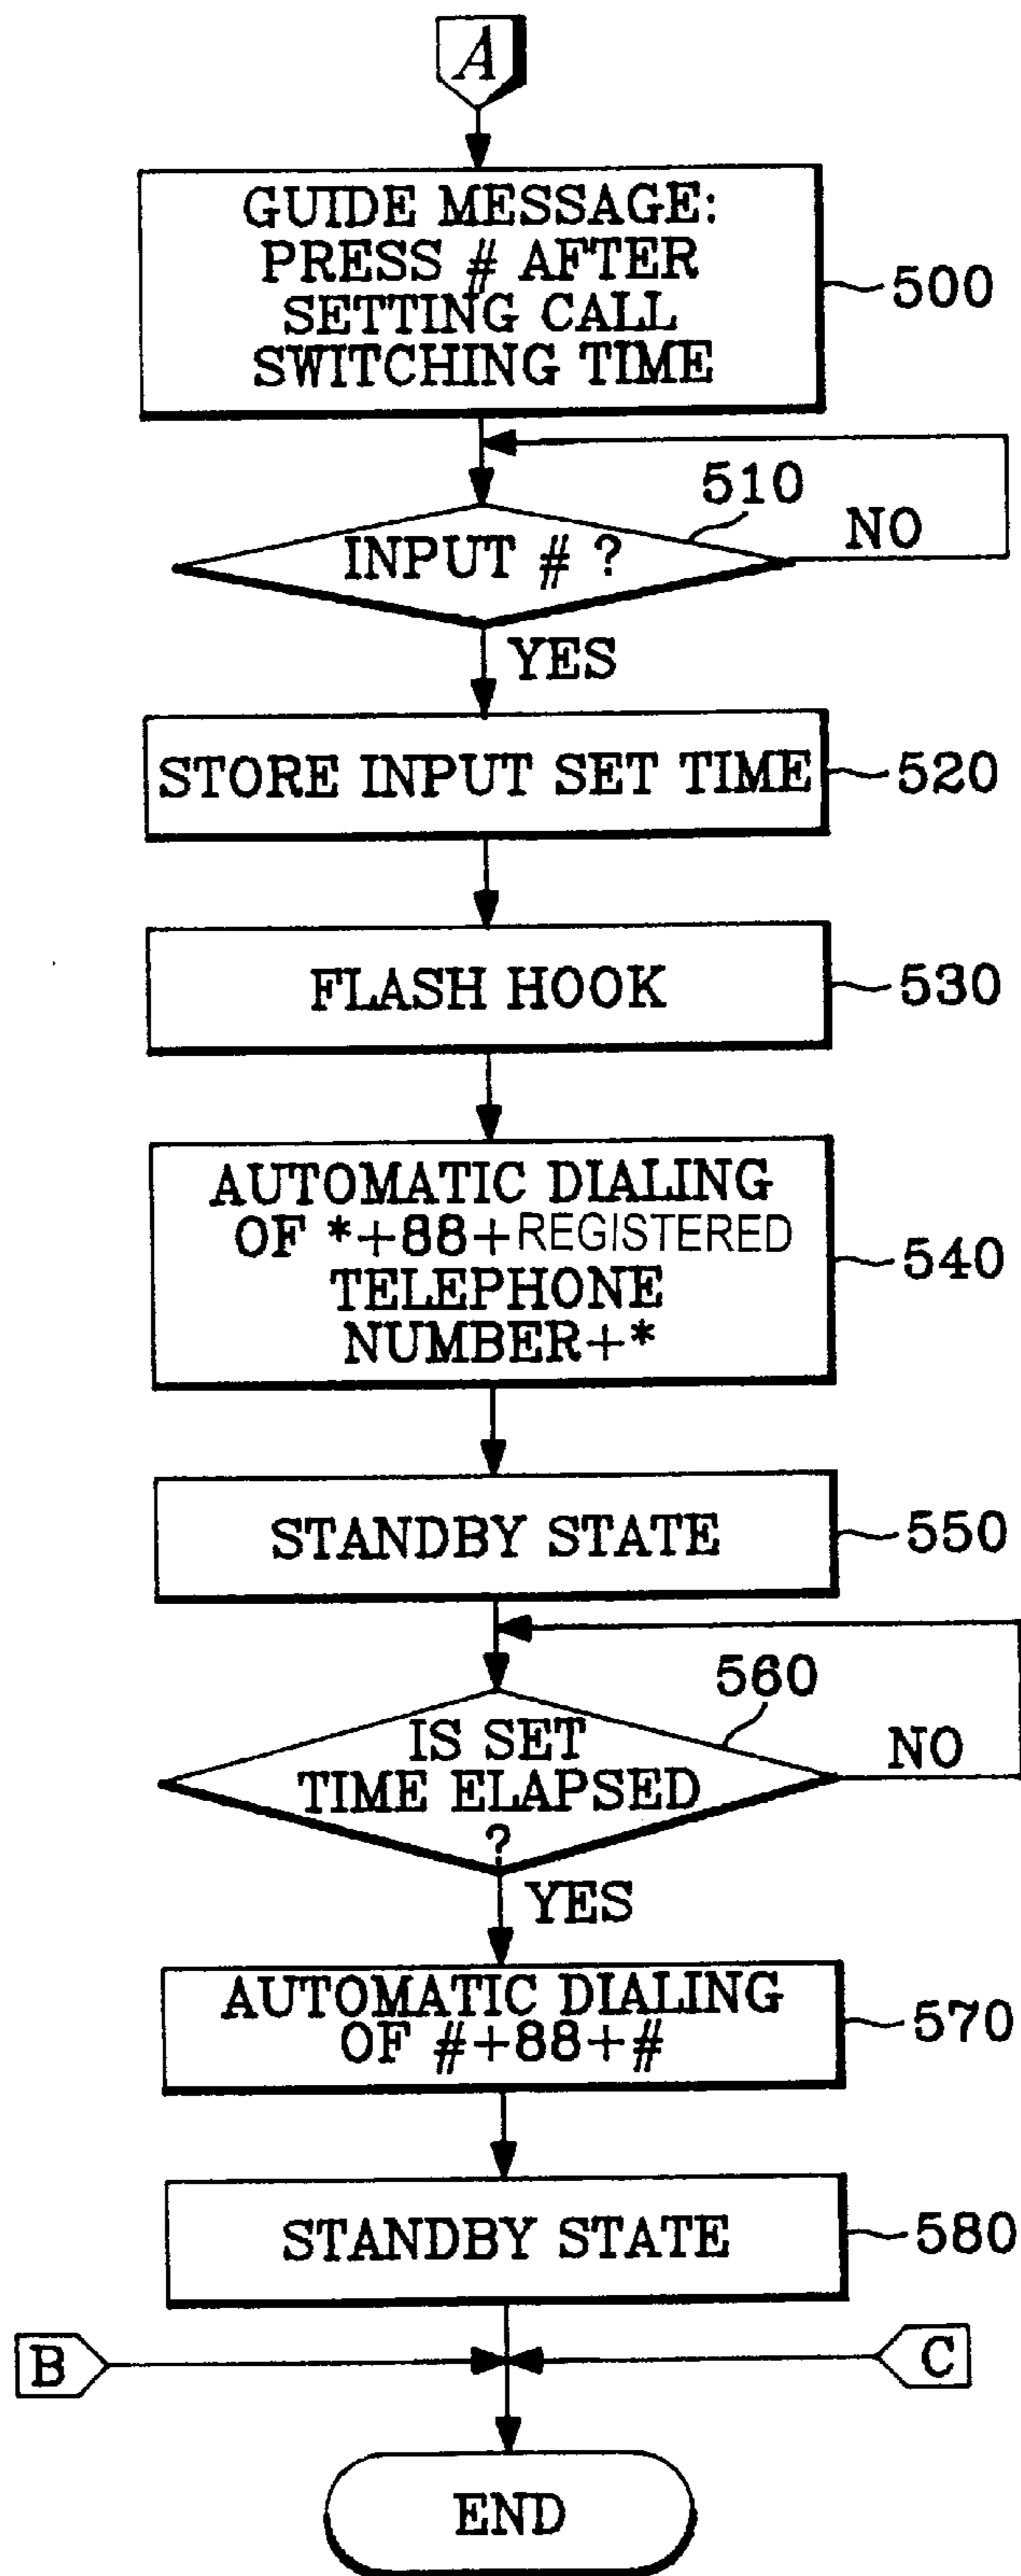 A
GUIDE MESSAGE:
PRESS # AFTER
SETTING CALL
SWITCHING TIME
500
510
NO
INPUT # ?
YES
STORE INPUT SET TIME
520
FLASH HOOK
530
AUTOMATIC DIALING
OF *+88+REGISTERED
TELEPHONE
NUMBER+*
540
STANDBY STATE
550
560
IS SET
TIME ELAPSED
?
NO
YES
AUTOMATIC DIALING
OF #+88+#
570
STANDBY STATE
580
B
C
END